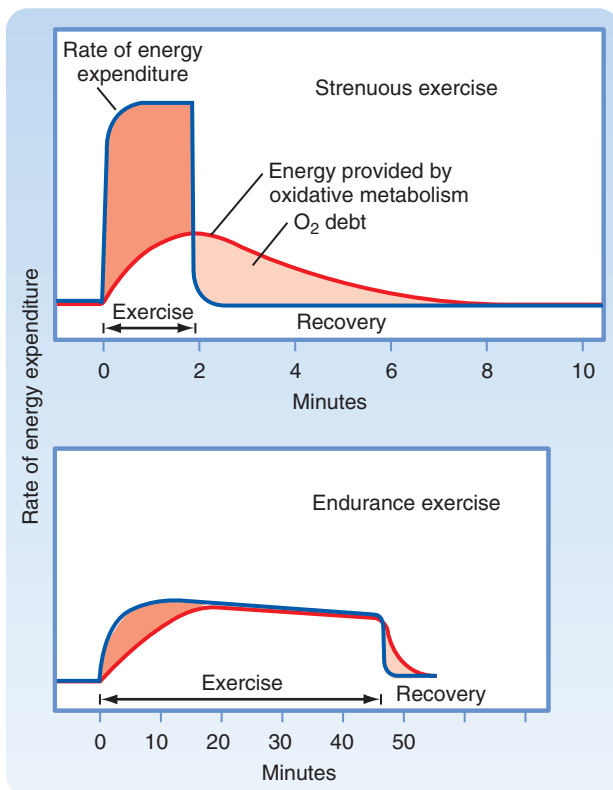 Rate of energy
expenditure
Strenuous exercise
Energy provided by
oxidative metabolism
O₂ debt
Exercise
Recovery
0 2 4 6 8 10
Minutes
Rate of energy expenditure
Endurance exercise
Exercise
Recovery
0 10 20 30 40 50
Minutes